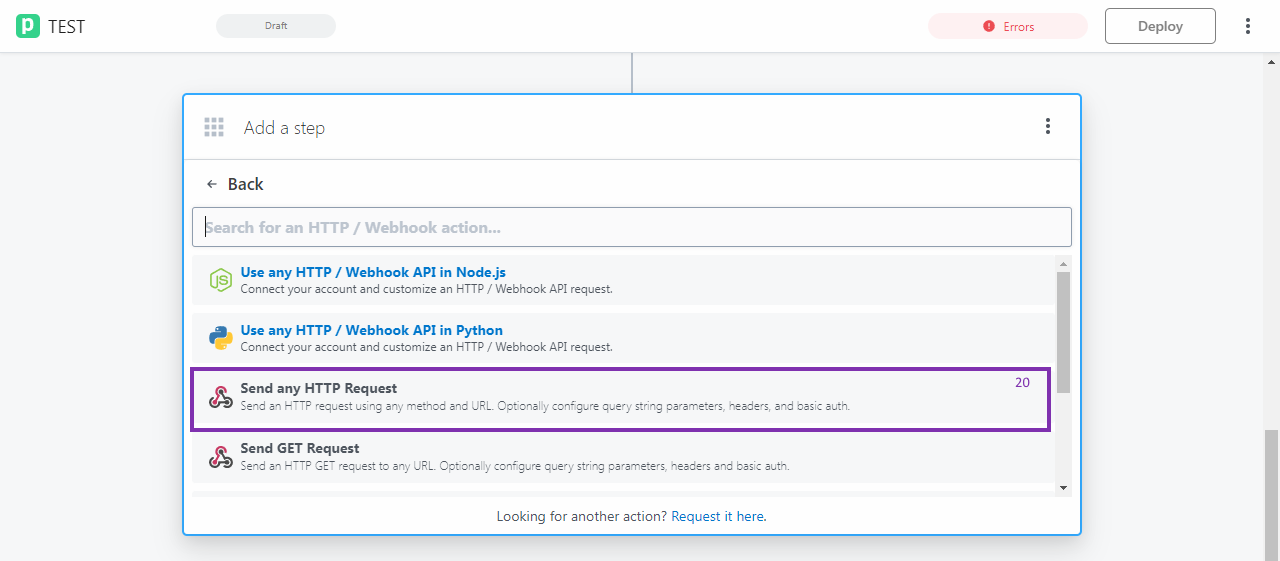 p TEST
Draft
Errors
Deploy
Add a step
Back
Search for an HTTP / Webhook action...
JS
Use any HTTP / Webhook API in Node.js
Connect your account and customize an HTTP / Webhook API request.
Use any HTTP / Webhook API in Python
Connect your account and customize an HTTP / Webhook API request.
Send any HTTP Request
20
Send an HTTP request using any method and URL. Optionally configure query string parameters, headers, and basic auth.
Send GET Request
Send an HTTP GET request to any URL. Optionally configure query string parameters, headers and basic auth.
Looking for another action? Request it here.